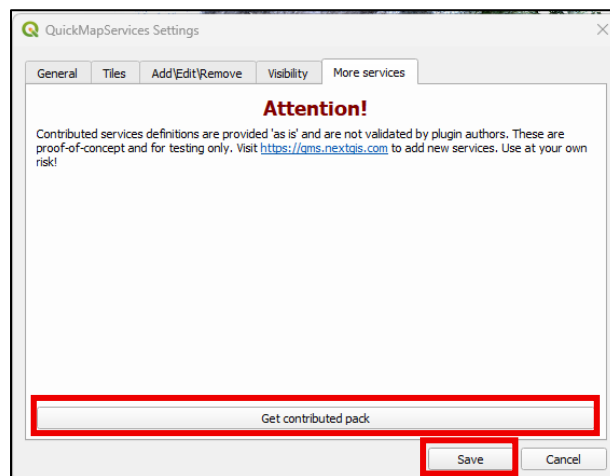 QuickMapServices Settings
General Tiles Add\Edit\Remove Visibility More services
Attention!
Contributed services definitions are provided 'as is' and are not validated by plugin authors. These are
proof-of-concept and for testing only. Visit https://qms.nextgis.com to add new services. Use at your own
risk!
Get contributed pack
Save Cancel